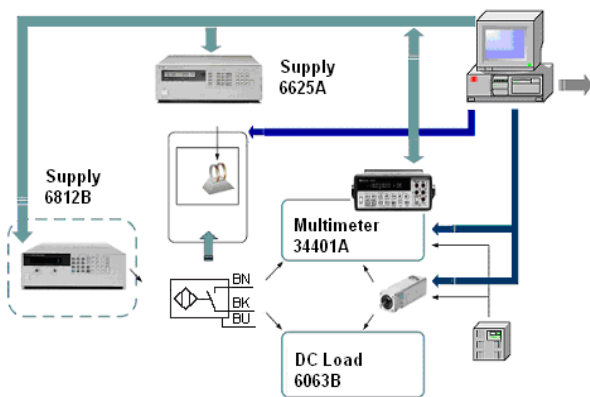 Supply
6625A
Supply
6812B
Multimeter
34401A
BN
BK
BU
DC Load
6063B